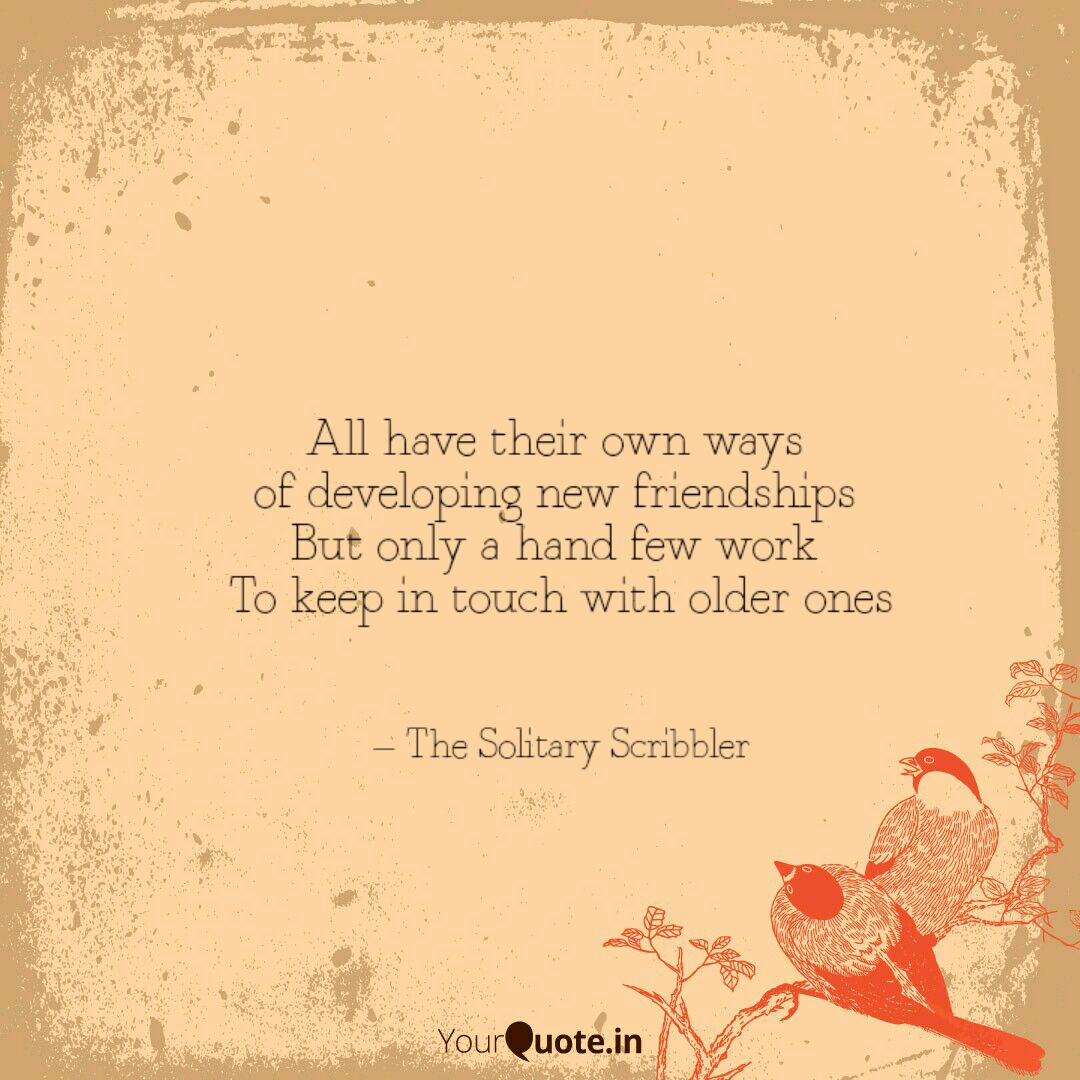 All have their own ways
of developing new friendships
But only a hand few work
To keep in touch with older ones
– The Solitary Scribbler
YourQuote.in